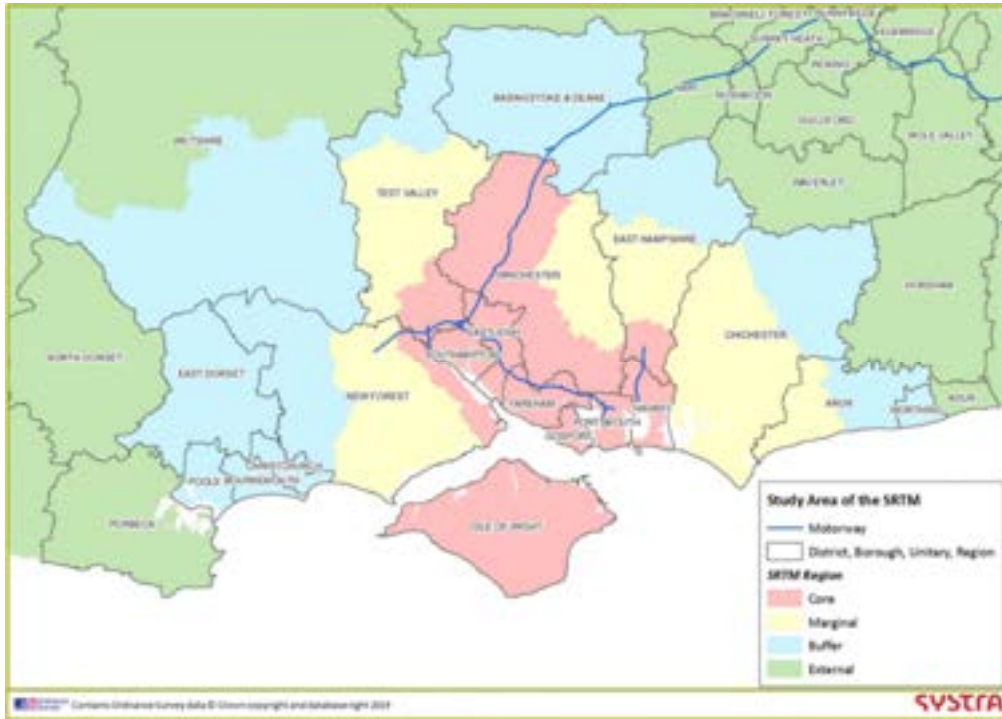 SURREY HEATH
BASINGSTOKE & DEANE
HART
WOKING
GUILDFORD
MOLE VALLEY
WILTSHIRE
TEST VALLEY
WAVERLEY
EAST HAMPSHIRE
WINCHESTER
HORSHAM
CHICHESTER
EASTLEIGH
SOUTHAMPTON
NORTH DORSET
EAST DORSET
NEW FOREST
FAREHAM
HAVANT
PORTSMOUTH
GOSPORT
ARUN
WORTHING
ADUR
CHRISTCHURCH
POOLE
BOURNEMOUTH
PURBECK
ISLE OF WIGHT
Study Area of the SRTM
Motorway
District, Borough, Unitary, Region
SRTM Region
Core
Marginal
Buffer
External
Contains Ordnance Survey data © Crown copyright and database right 2019
SYSTRA